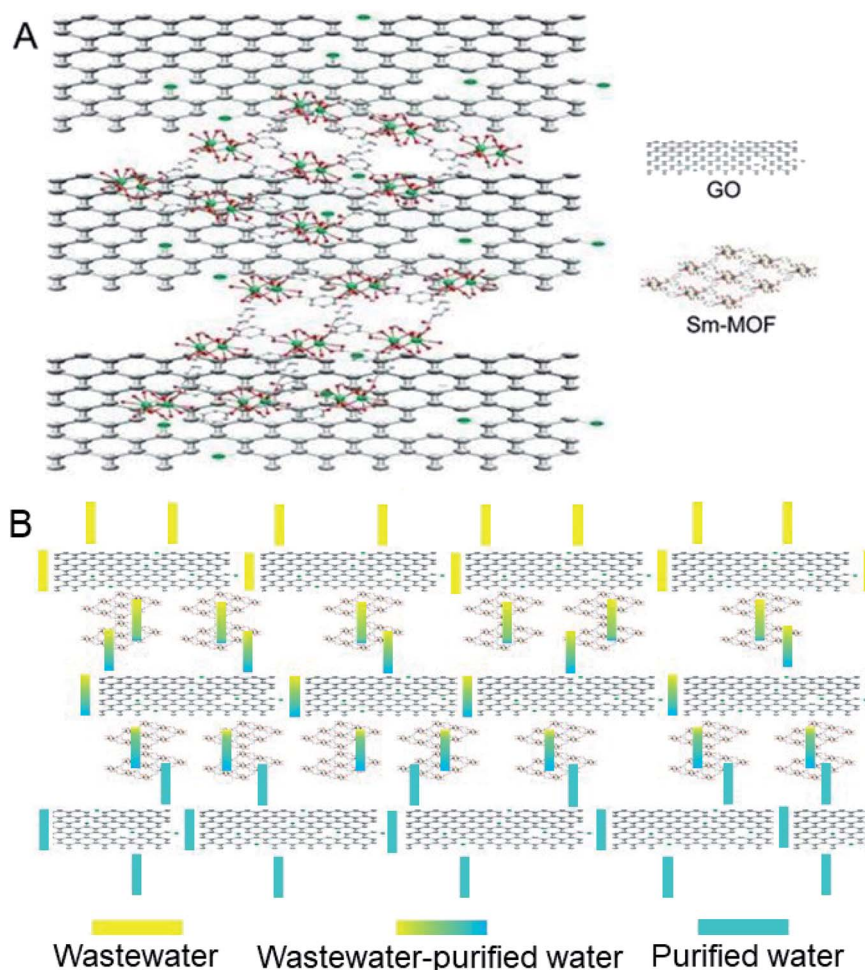 A
GO
Sm-MOF
B
Wastewater
Wastewater-purified water
Purified water